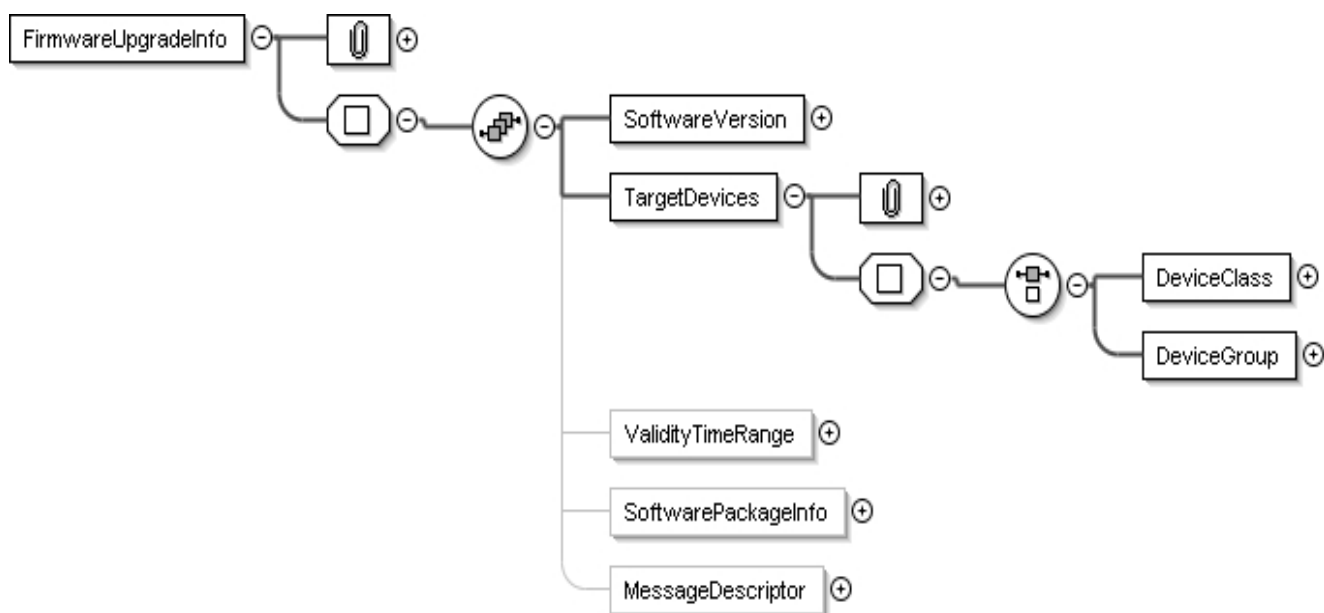 FirmwareUpgradeInfo
SoftwareVersion
TargetDevices
DeviceClass
DeviceGroup
ValidityTimeRange
SoftwarePackageInfo
MessageDescriptor